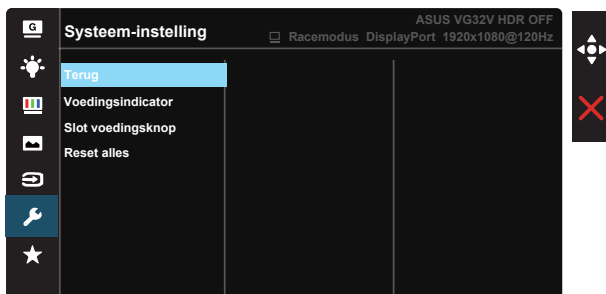 G
Systeem-instelling
ASUS VG32V HDR OFF
Racemodus DisplayPort 1920x1080@120Hz
Terug
Voedingsindicator
Slot voedingsknop
Reset alles